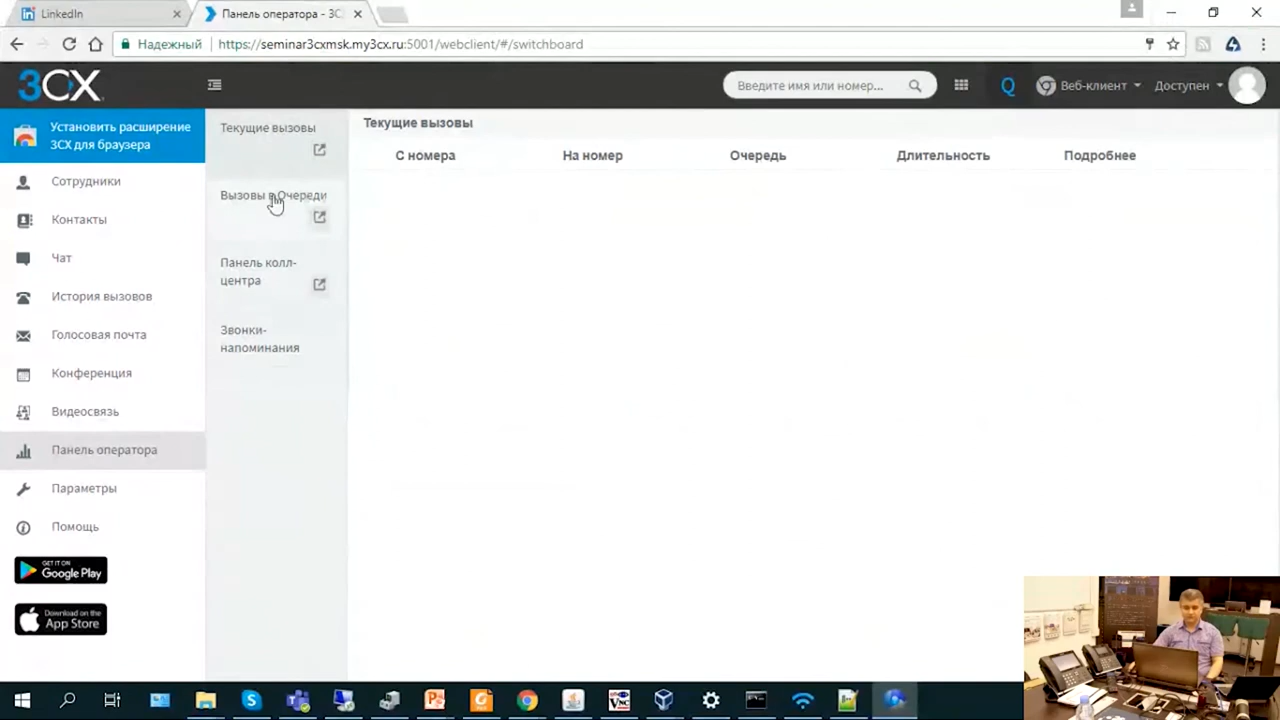 LinkedIn
Панель оператора - 3C
Надежный
https://seminar3cxmsk.my3cx.ru:5001/webclient/#/switchboard
3CX
Введите имя или номер...
Q
Веб-клиент
Доступен
Установить расширение
3CX для браузера
Сотрудники
Контакты
Чат
История вызовов
Голосовая почта
Конференция
Видеосвязь
Панель оператора
Параметры
Помощь
GET IT ON
Google Play
Download on the
App Store
Текущие вызовы
Вызовы в Очереди
Панель колл-
центра
Звонки-
напоминания
Текущие вызовы
С номера
На номер
Очередь
Длительность
Подробнее